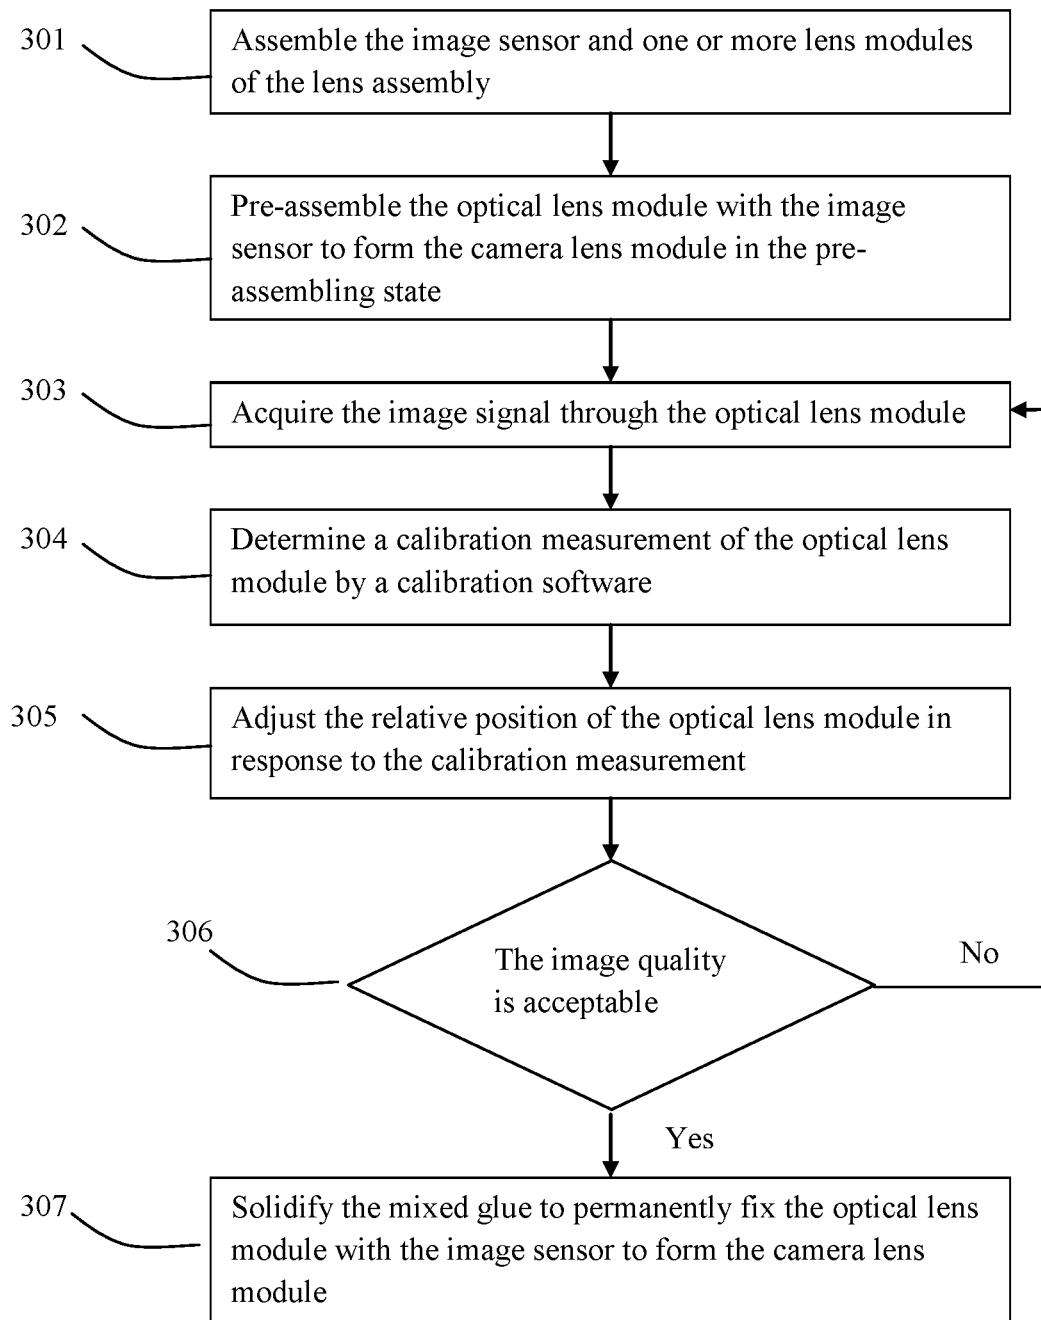 301
Assemble the image sensor and one or more lens modules
of the lens assembly
302
Pre-assemble the optical lens module with the image
sensor to form the camera lens module in the pre-
assembling state
303
Acquire the image signal through the optical lens module
304
Determine a calibration measurement of the optical lens
module by a calibration software
305
Adjust the relative position of the optical lens module in
response to the calibration measurement
306
The image quality
is acceptable
No
Yes
307
Solidify the mixed glue to permanently fix the optical lens
module with the image sensor to form the camera lens
module